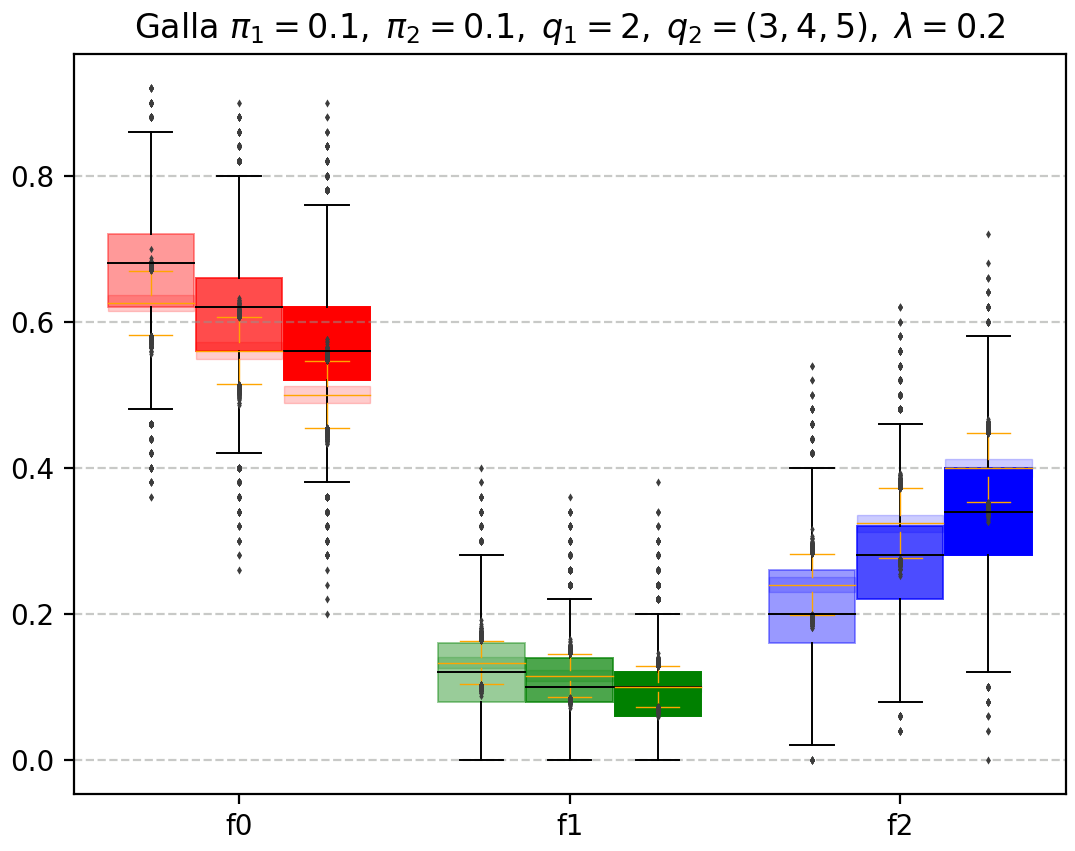 Galla π₁ = 0.1, π₂ = 0.1, q₁ = 2, q₂ = (3, 4, 5), λ = 0.2
0.8
0.6
0.4
0.2
0.0
f0 f1 f2